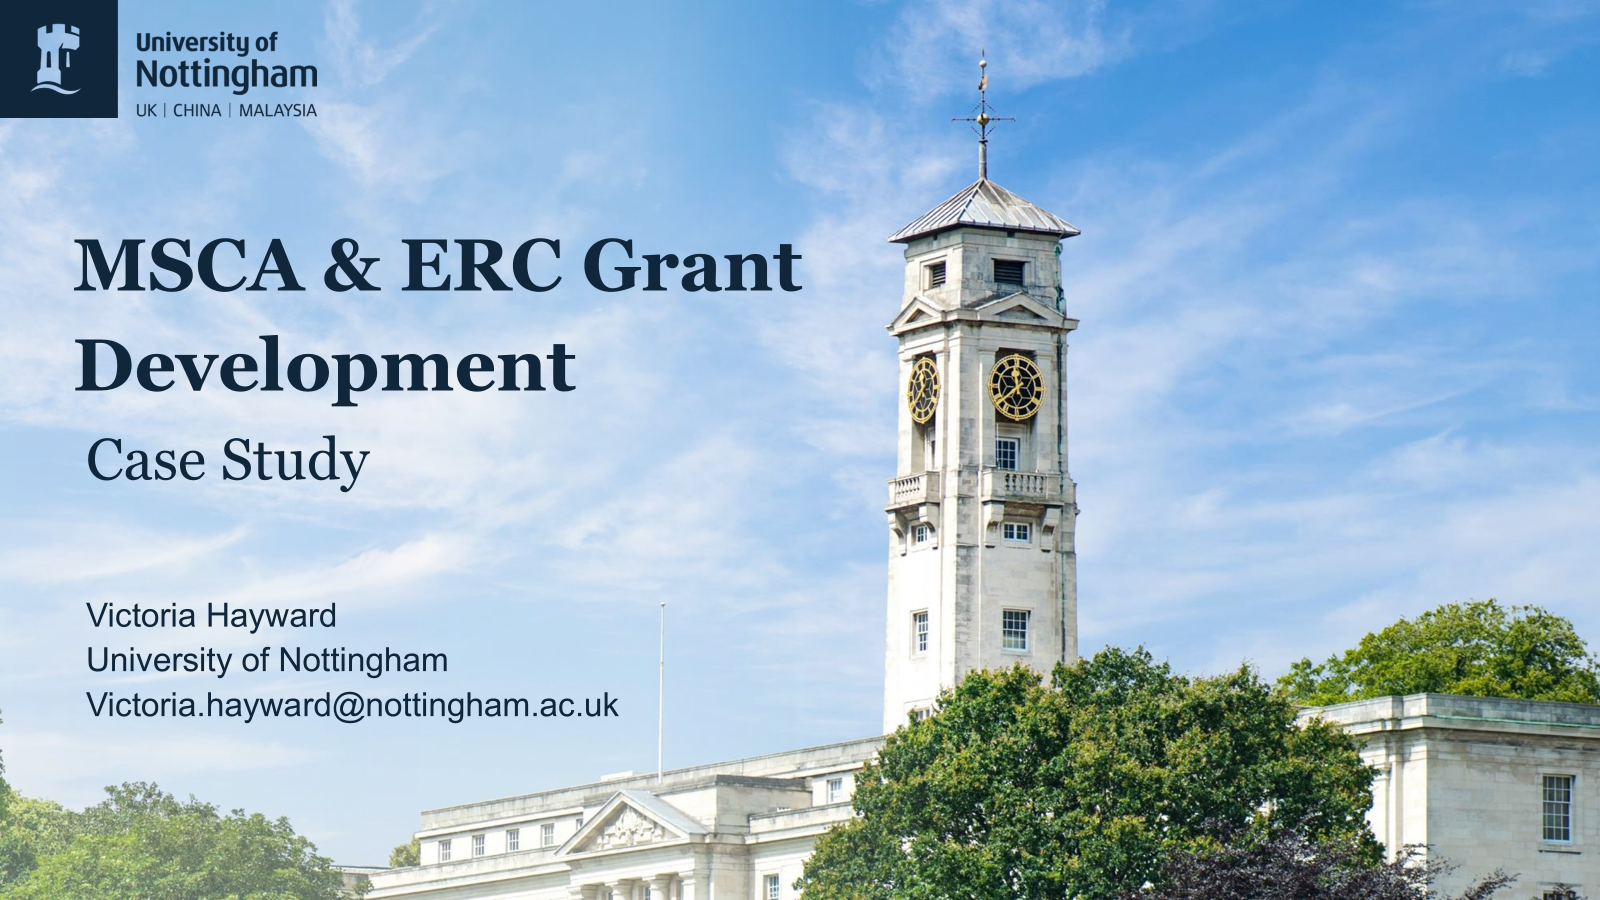 University of
Nottingham
UK | CHINA | MALAYSIA
MSCA & ERC Grant
Development
Case Study
Victoria Hayward
University of Nottingham
Victoria.hayward@nottingham.ac.uk